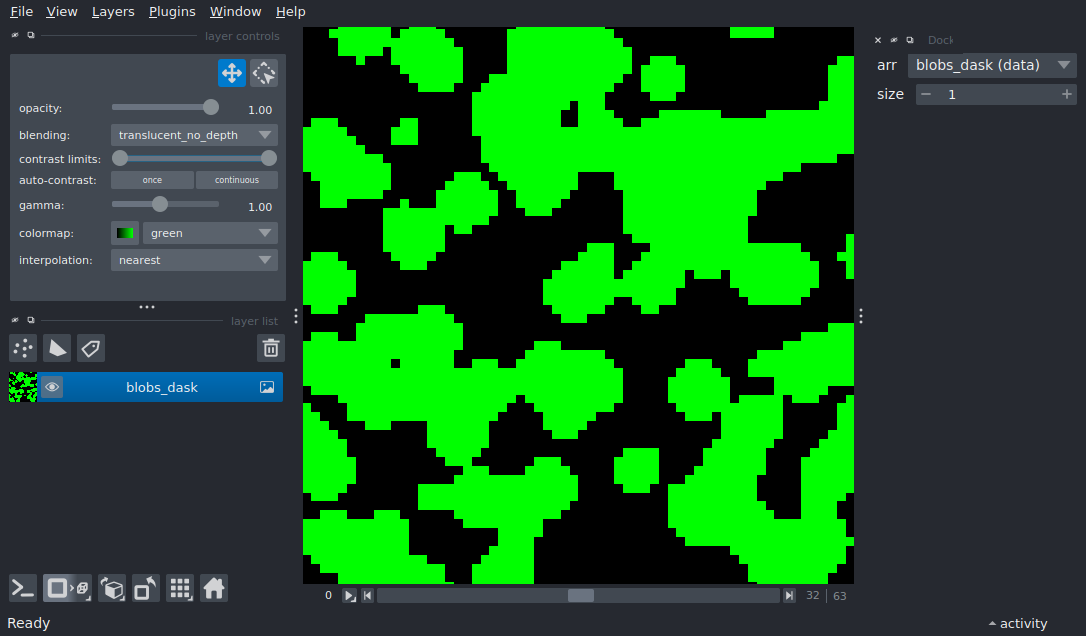 File View Layers Plugins Window Help
layer controls
opacity: 1.00
blending: translucent_no_depth
contrast limits:
auto-contrast: once continuous
gamma: 1.00
colormap: green
interpolation: nearest
layer list
blobs_dask
Dock
arr blobs_dask (data)
size 1
0 32 63
Ready activity